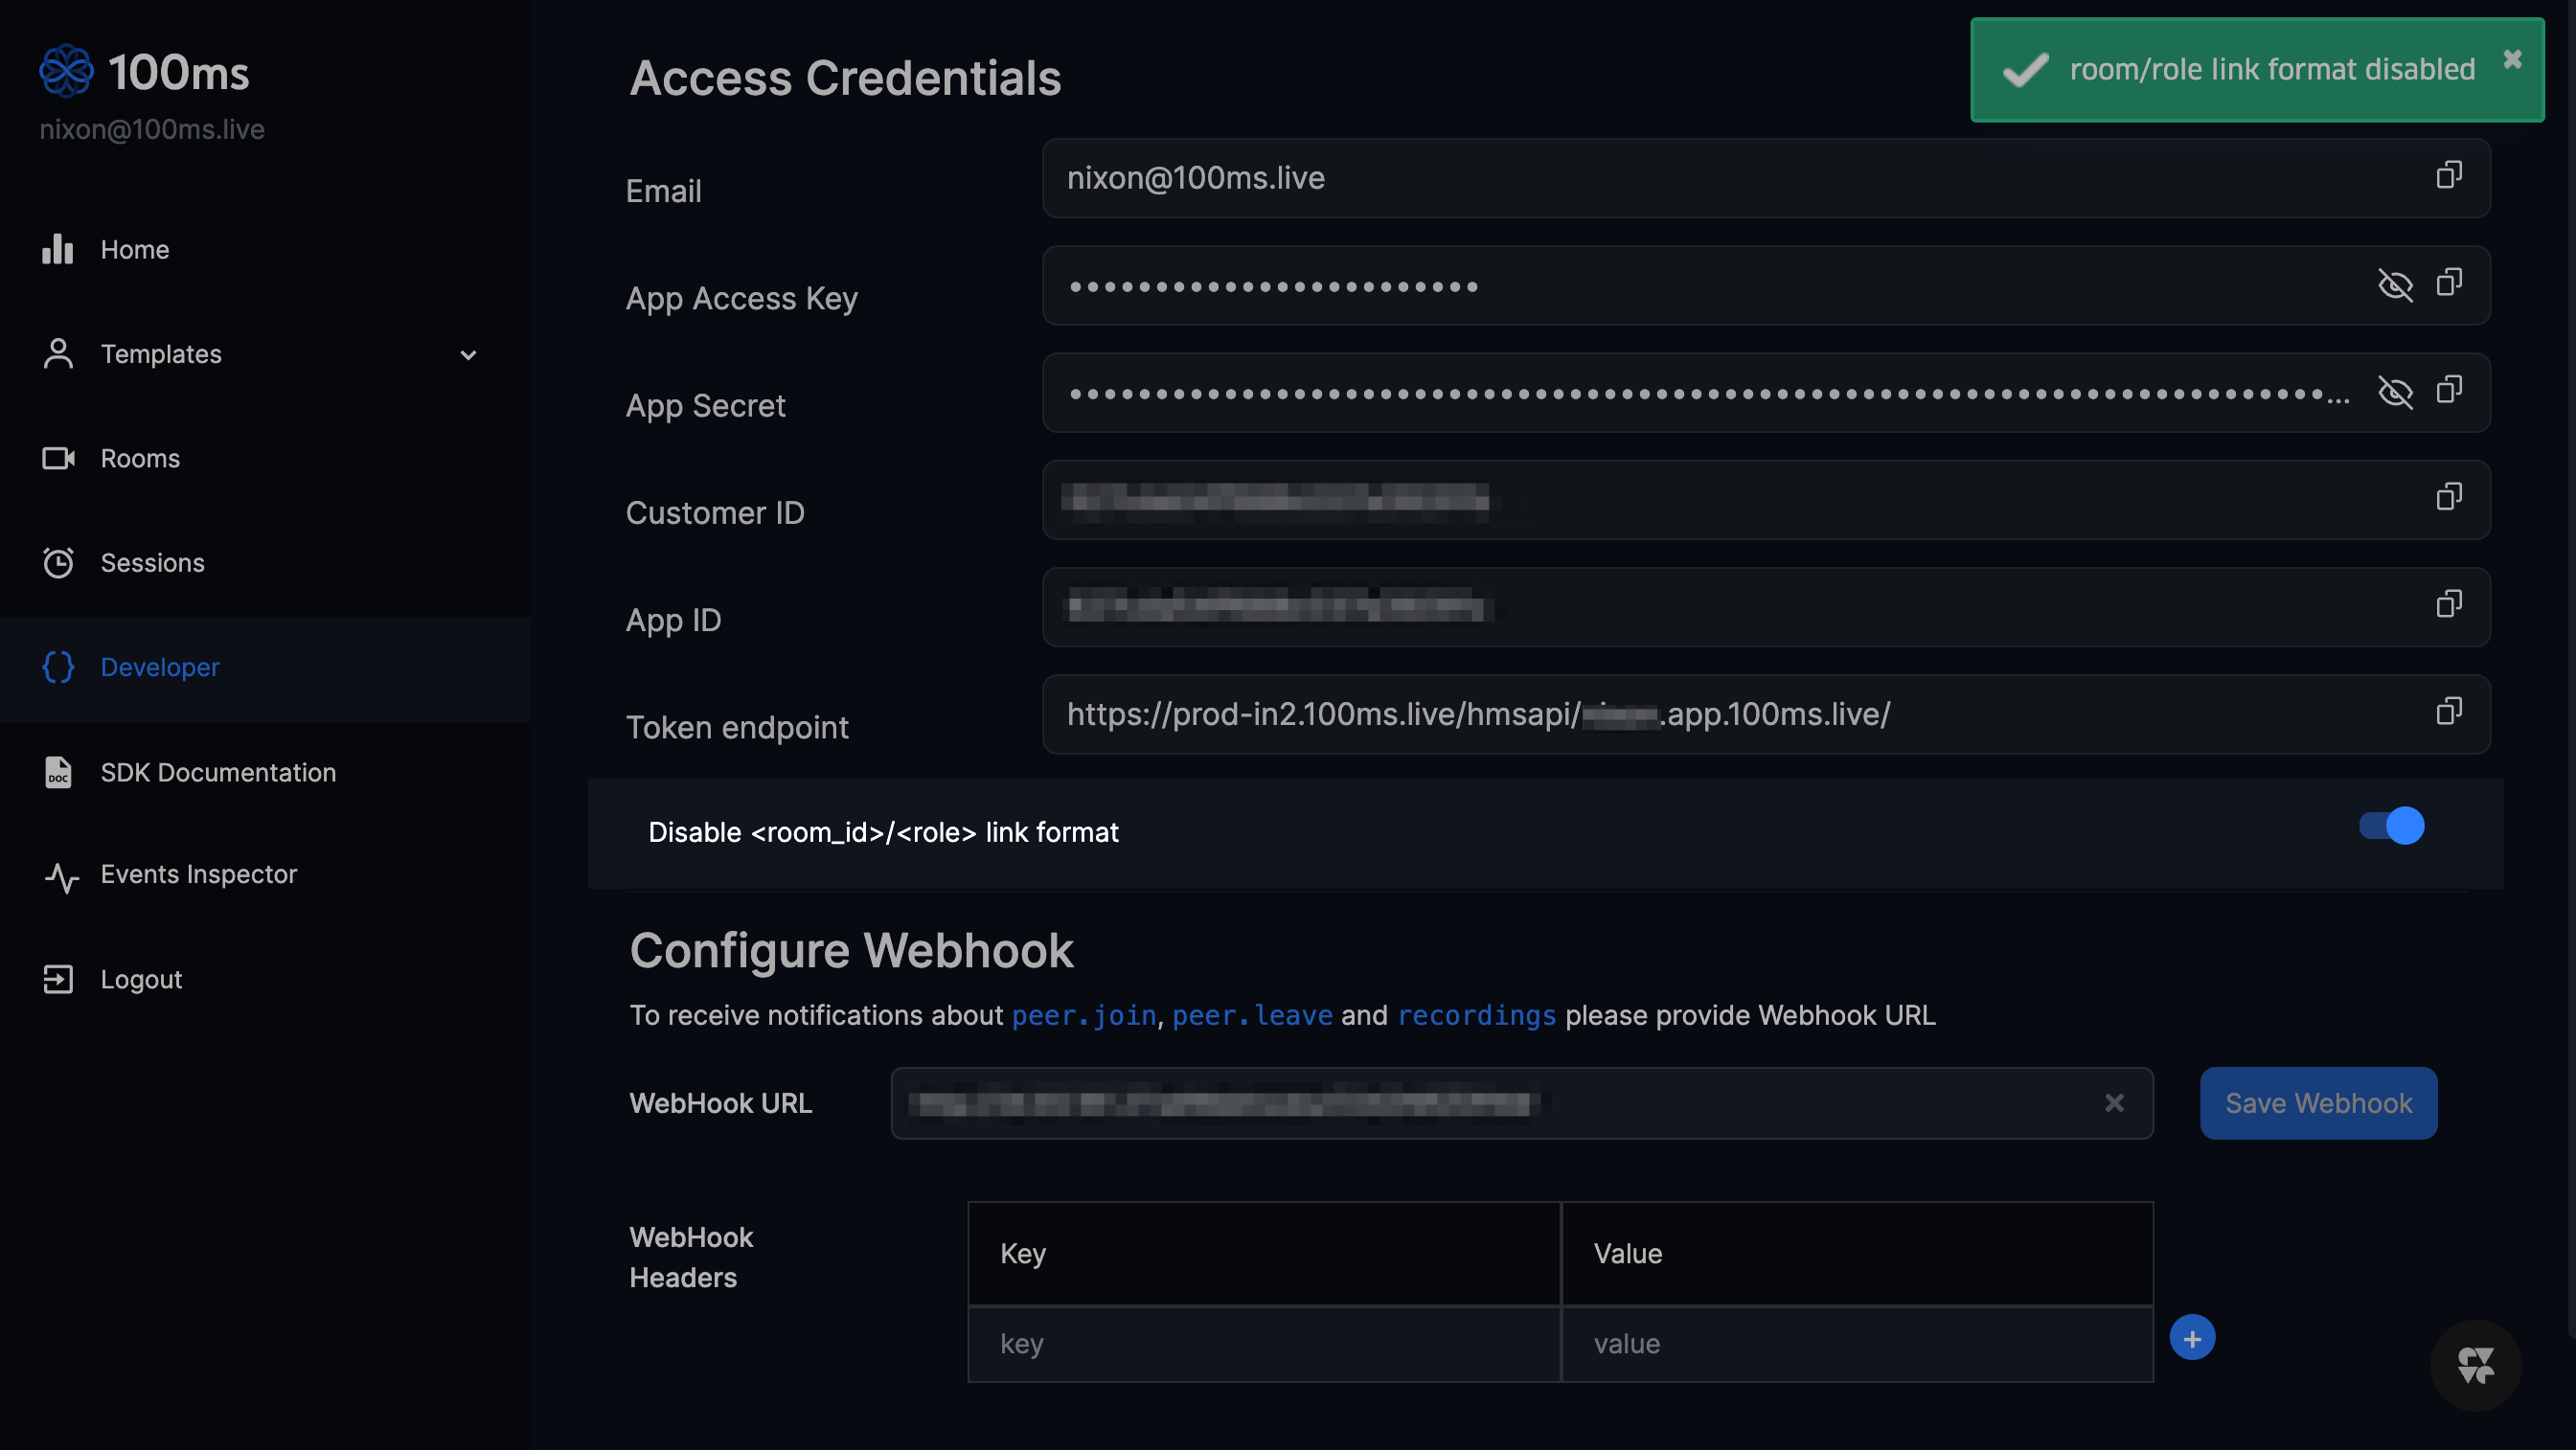 100ms
nixon@100ms.live
Home
Templates
Rooms
Sessions
Developer
DOC
SDK Documentation
Events Inspector
Logout
room/role link format disabled
Access Credentials
Email
nixon@100ms.live
App Access Key
App Secret
Customer ID
App ID
Token endpoint
https://prod-in2.100ms.live/hmsapi/ .app.100ms.live/
Disable <room_id>/<role> link format
Configure Webhook
To receive notifications about peer.join, peer.leave and recordings please provide Webhook URL
WebHook URL
Save Webhook
WebHook
Headers
Key
Value
key
value